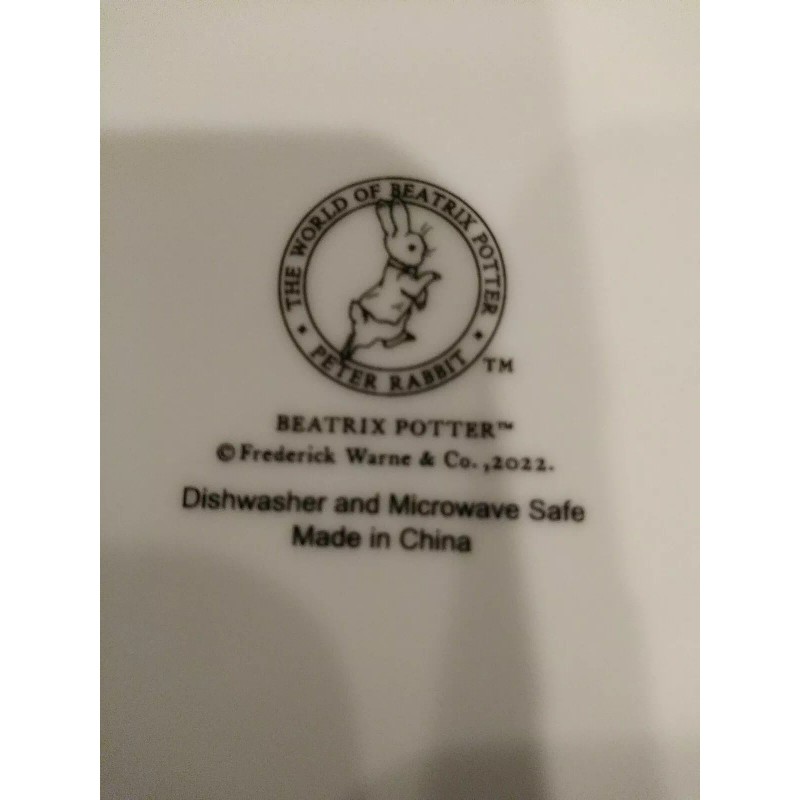 THE WORLD OF BEATRIX POTTER
• PETER RABBIT •
TM
BEATRIX POTTER™
©Frederick Warne & Co.,2022.
Dishwasher and Microwave Safe
Made in China